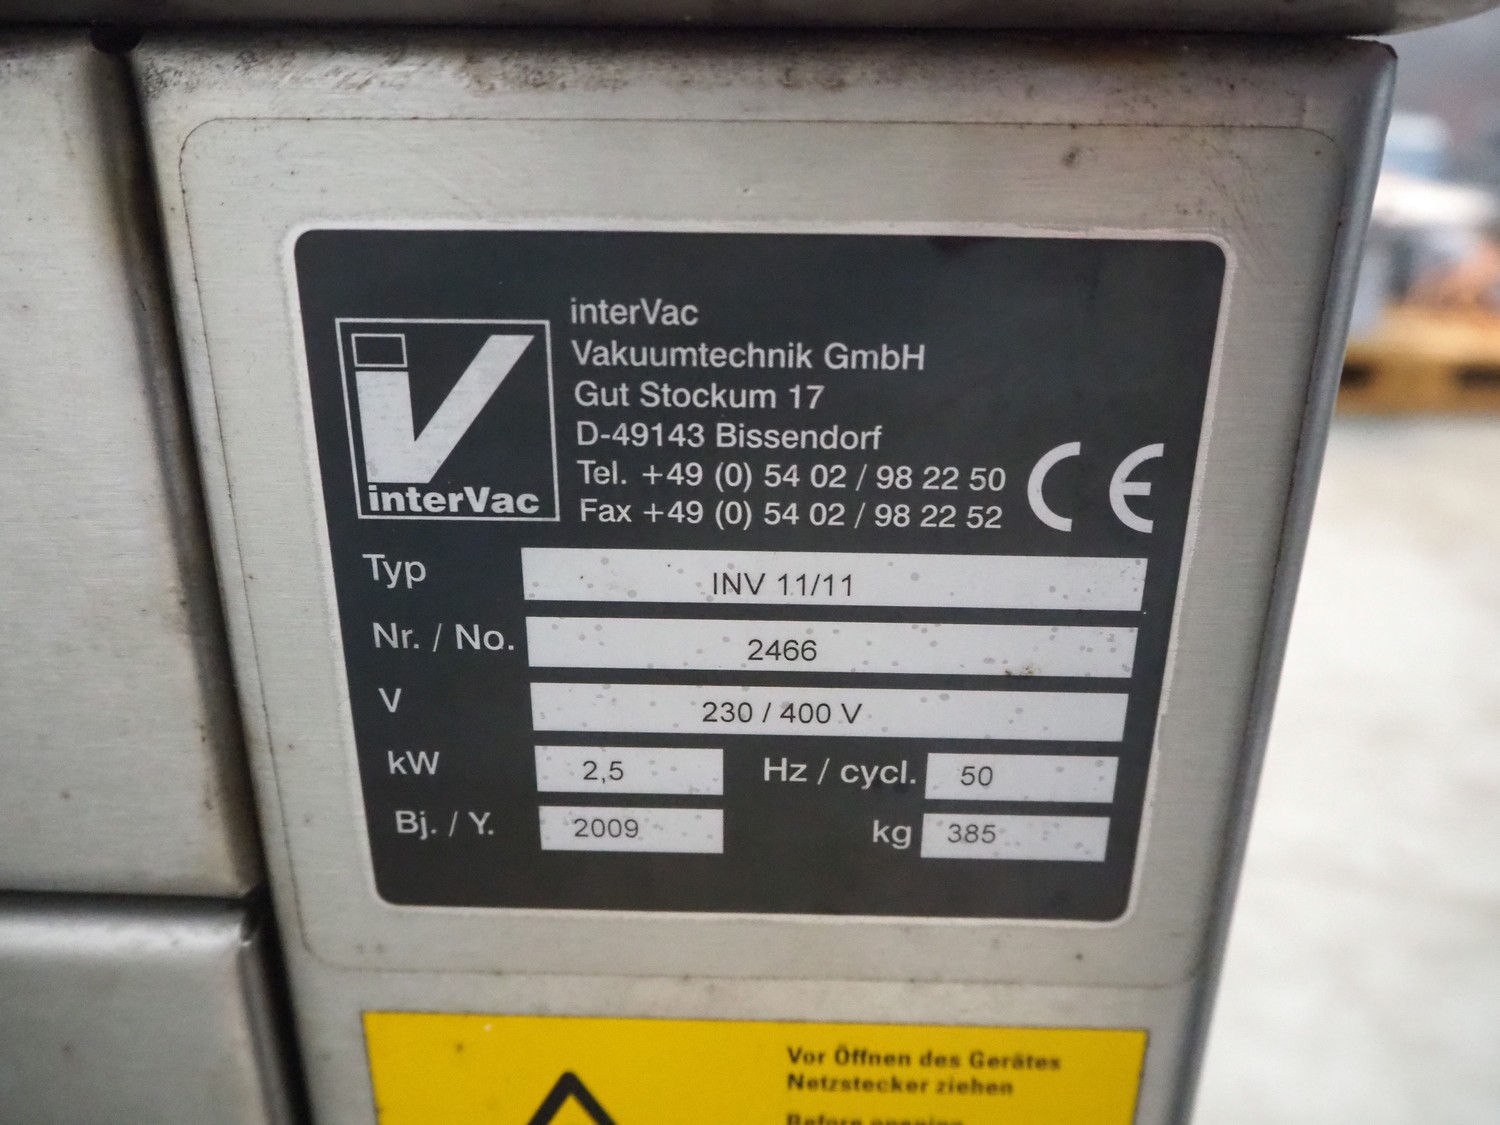 interVac
Vakuumtechnik GmbH
Gut Stockum 17
D-49143 Bissendorf
Tel. +49 (0) 54 02 / 98 22 50
Fax +49 (0) 54 02 / 98 22 52
interVac
CE
Typ INV 11/11
Nr. / No. 2466
V 230 / 400 V
kW 2,5 Hz / cycl. 50
Bj. / Y. 2009 kg 385
Vor Öffnen des Gerätes
Netzstecker ziehen
Before opening